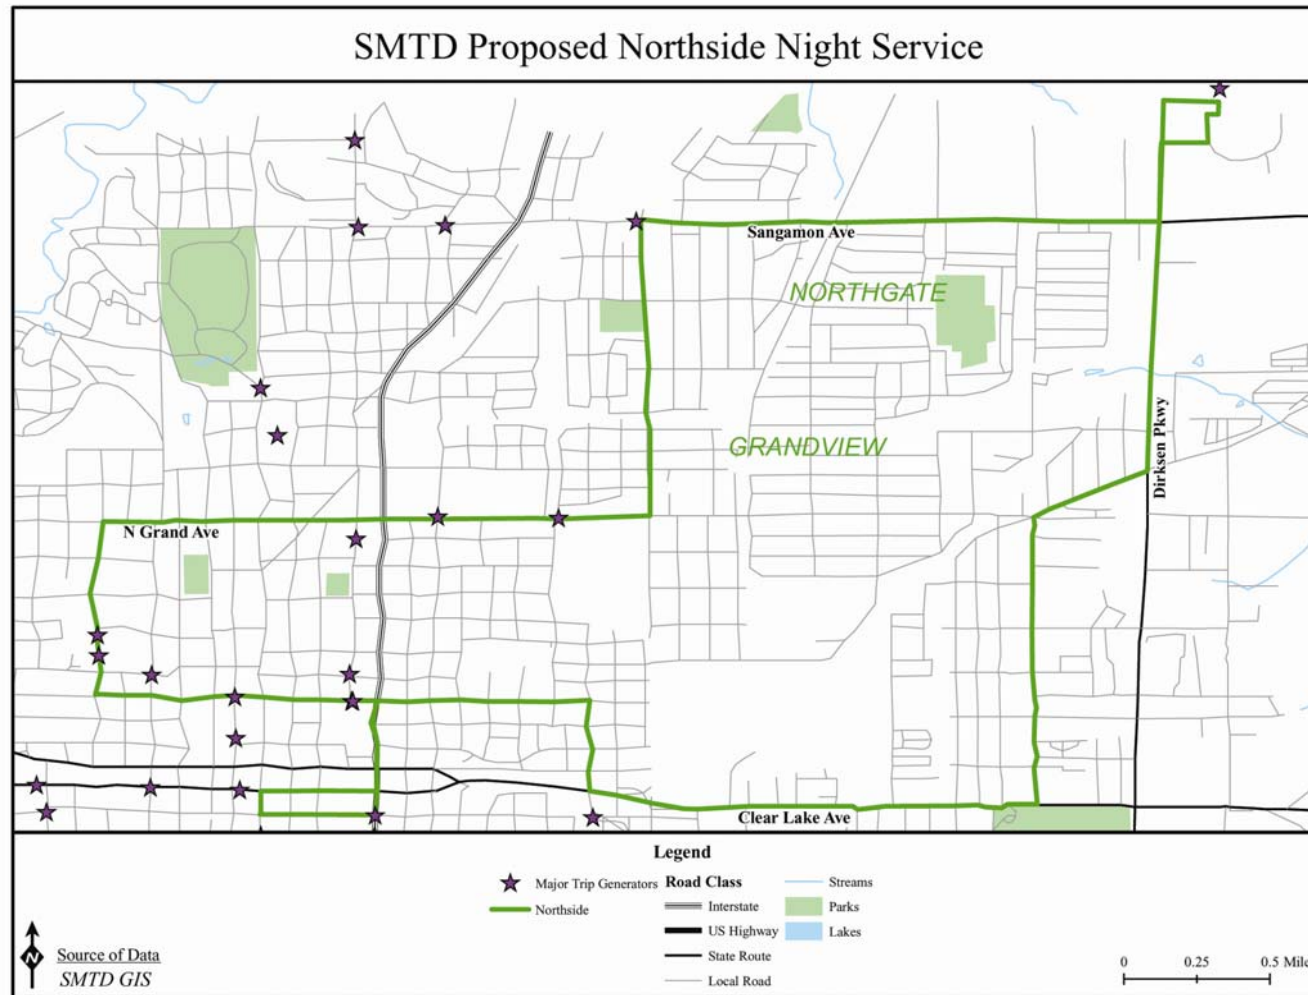 SMTD Proposed Northside Night Service
Sangamon Ave
NORTHGATE
GRANDVIEW
Dirksen Pkwy
N Grand Ave
Clear Lake Ave
Legend
Major Trip Generators
Northside
Road Class
Interstate
US Highway
State Route
Local Road
Streams
Parks
Lakes
N
Source of Data
SMTD GIS
0 0.25 0.5 Mile